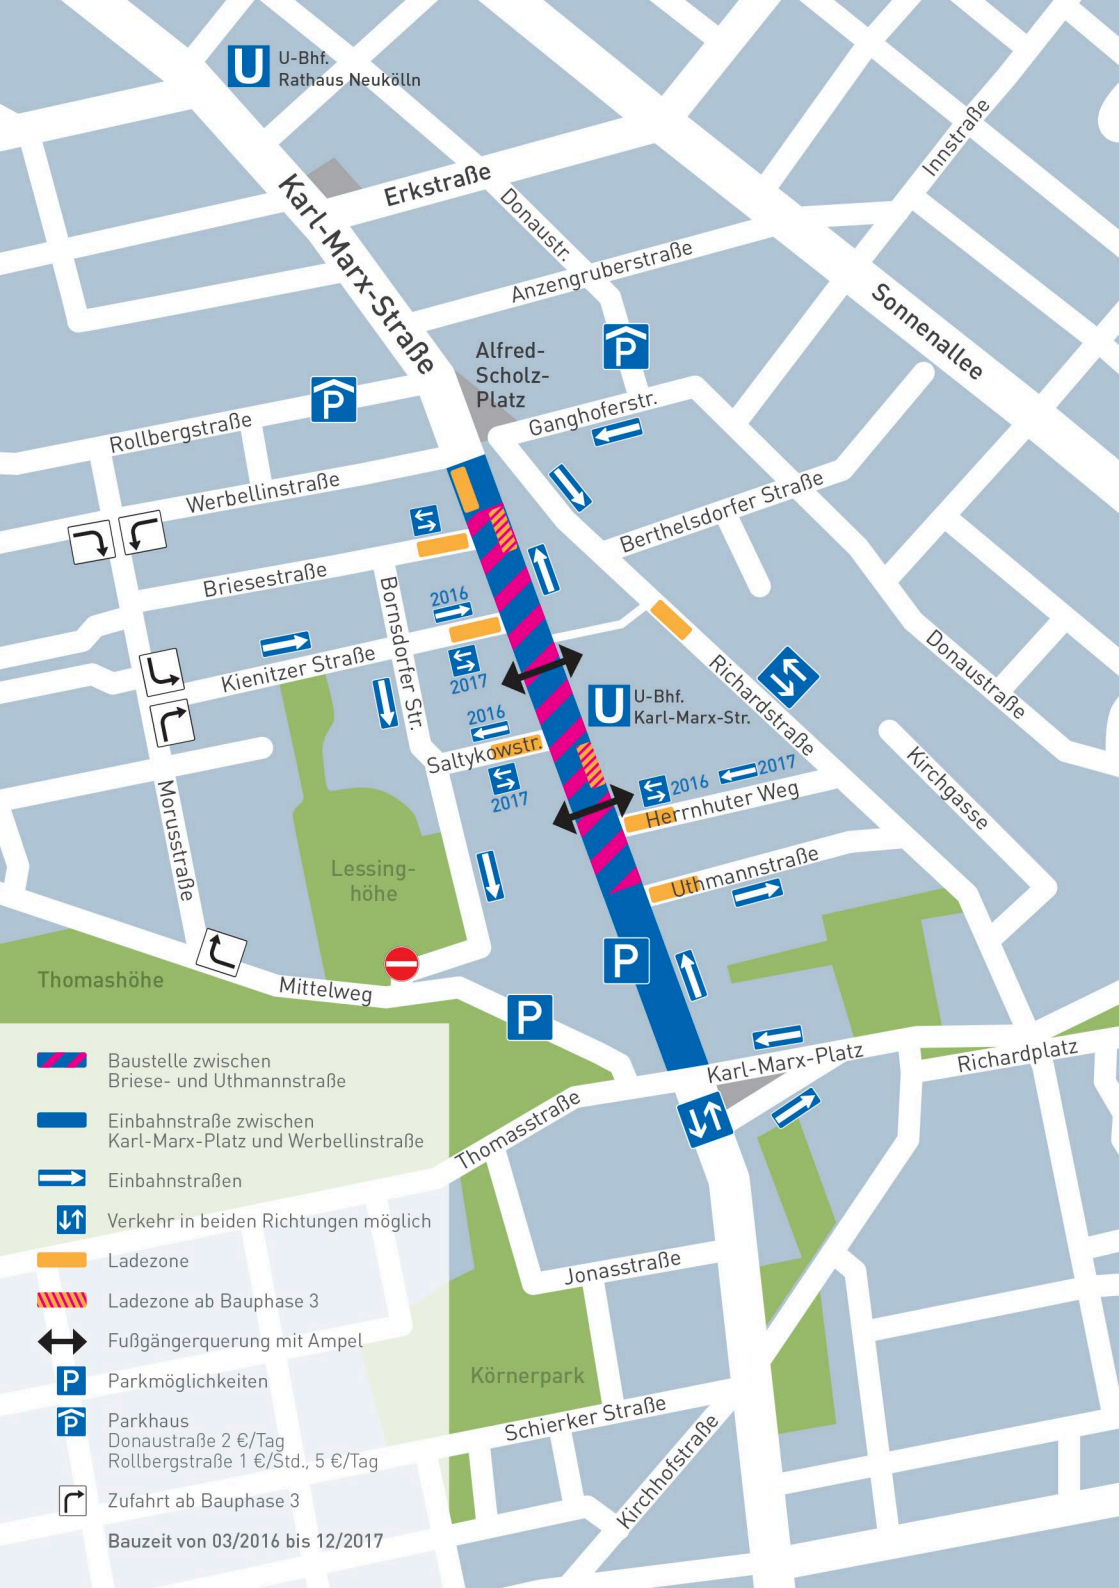 U
U-Bhf.
Rathaus Neukölln
Innstraße
Erkstraße
Karl-Marx-Straße
Donaustr.
Anzengruberstraße
Sonnenallee
P
Alfred-
Scholz-
Platz
P
Ganghoferstr.
Rollbergstraße
Werbellinstraße
Berthelsdorfer Straße
Briesestraße
Bornsdorfer Str.
2016
Kienitzer Straße
2017
U
U-Bhf.
Karl-Marx-Str.
Richardstraße
Donaustraße
2016
Saltykowstr.
2017
2016
2017
Herrnhuter Weg
Kirchgasse
Morusstraße
Lessing-
höhe
Uthmannstraße
P
Thomashöhe
Mittelweg
P
Karl-Marx-Platz
Richardplatz
Thomasstraße
Jonasstraße
Körnerpark
Schierker Straße
Kirchhofstraße
Baustelle zwischen
Briese- und Uthmannstraße
Einbahnstraße zwischen
Karl-Marx-Platz und Werbellinstraße
Einbahnstraßen
Verkehr in beiden Richtungen möglich
Ladezone
Ladezone ab Bauphase 3
Fußgängerquerung mit Ampel
P
Parkmöglichkeiten
P
Parkhaus
Donaustraße 2 €/Tag
Rollbergstraße 1 €/Std., 5 €/Tag
Zufahrt ab Bauphase 3
Bauzeit von 03/2016 bis 12/2017